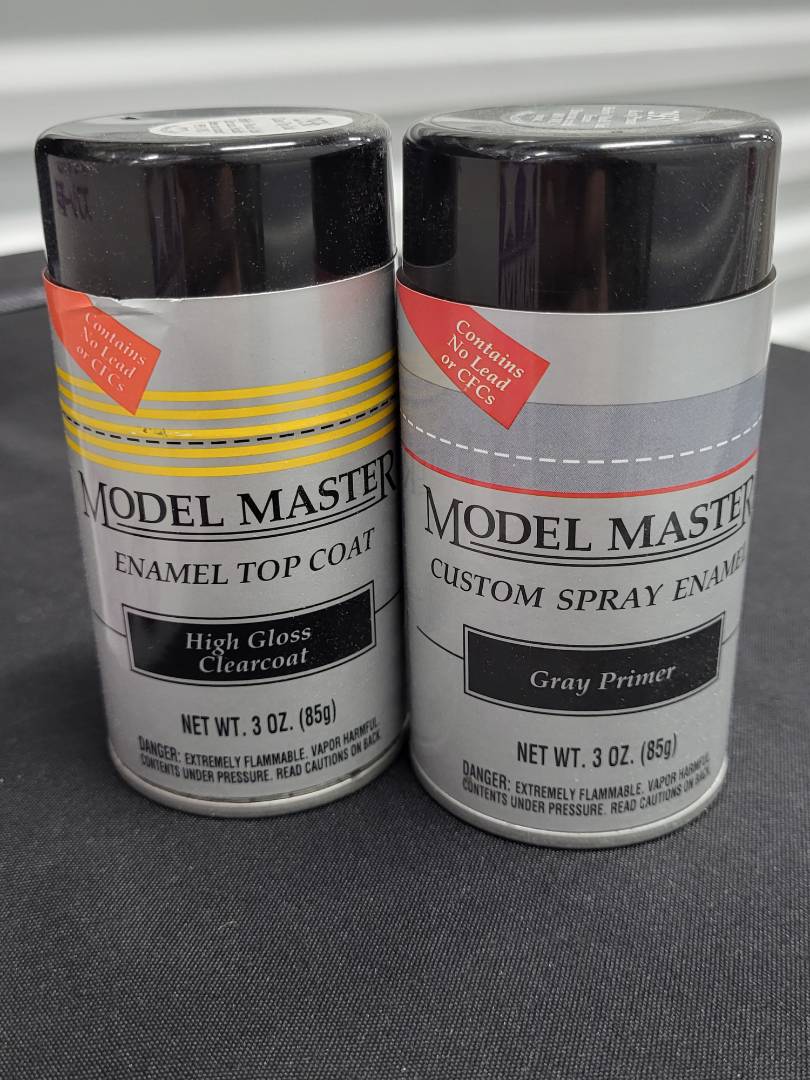 Contains
No Lead
or CFCs
MODEL MASTER
ENAMEL TOP COAT
High Gloss
Clearcoat
NET WT. 3 OZ. (85g)
DANGER: EXTREMELY FLAMMABLE. VAPOR HARMFUL.
CONTENTS UNDER PRESSURE. READ CAUTIONS ON BACK.
Contains
No Lead
or CFCs
MODEL MASTER
CUSTOM SPRAY ENAMEL
Gray Primer
NET WT. 3 OZ. (85g)
DANGER: EXTREMELY FLAMMABLE. VAPOR HARMFUL.
CONTENTS UNDER PRESSURE. READ CAUTIONS ON BACK.